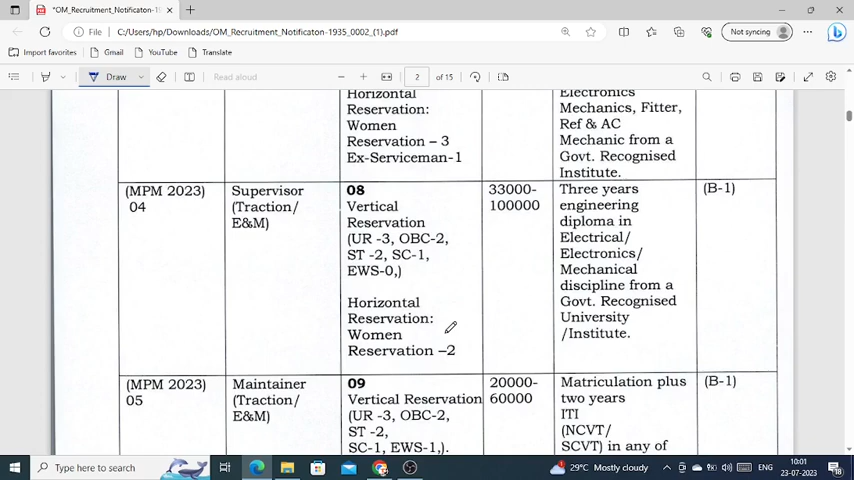 *OM_Recruitment_Notificaton-1935_0002_(1).pdf
File
C:/Users/hp/Downloads/OM_Recruitment_Notificaton-1935_0002_(1).pdf
Not syncing
Import favorites
Gmail
YouTube
Translate
Draw
Read aloud
2
of 15
Horizontal
Reservation:
Women
Reservation – 3
Ex-Serviceman-1
Electronics
Mechanics, Fitter,
Ref & AC
Mechanic from a
Govt. Recognised
Institute.
(MPM 2023)
04
Supervisor
(Traction/
E&M)
08
Vertical
Reservation
(UR -3, OBC-2,
ST -2, SC-1,
EWS-0,)
Horizontal
Reservation:
Women
Reservation –2
33000-
100000
Three years
engineering
diploma in
Electrical/
Electronics/
Mechanical
discipline from a
Govt. Recognised
University
/Institute.
(B-1)
(MPM 2023)
05
Maintainer
(Traction/
E&M)
09
Vertical Reservation
(UR -3, OBC-2,
ST -2,
SC-1, EWS-1,).
20000-
60000
Matriculation plus
two years
ITI
(NCVT/
SCVT) in any of
(B-1)
Type here to search
29°C Mostly cloudy
ENG
10:01
23-07-2023
18